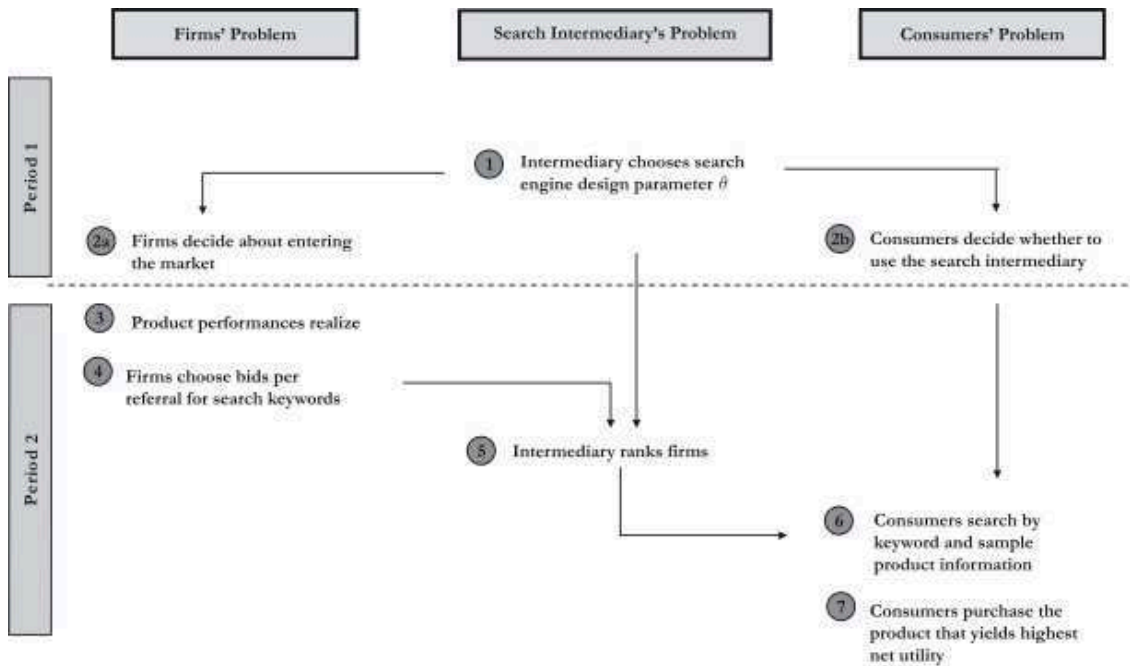 Firms' Problem
Search Intermediary's Problem
Consumers' Problem
Period 1
1
Intermediary chooses search
engine design parameter θ
2a
Firms decide about entering
the market
2b
Consumers decide whether to
use the search intermediary
Period 2
3
Product performances realize
4
Firms choose bids per
referral for search keywords
5
Intermediary ranks firms
6
Consumers search by
keyword and sample
product information
7
Consumers purchase the
product that yields highest
net utility